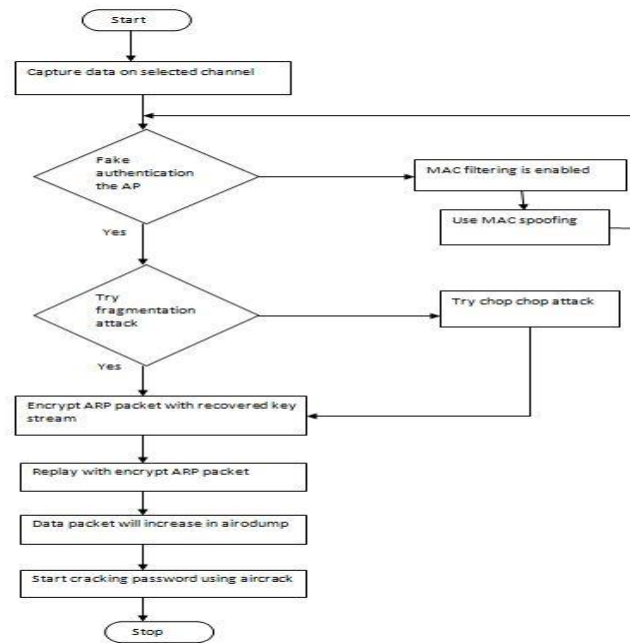 Start
Capture data on selected channel
Fake
authentication
the AP
MAC filtering is enabled
Use MAC spoofing
Yes
Try
fragmentation
attack
Try chop chop attack
Yes
Encrypt ARP packet with recovered key
stream
Replay with encrypt ARP packet
Data packet will increase in airodump
Start cracking password using aircrack
Stop